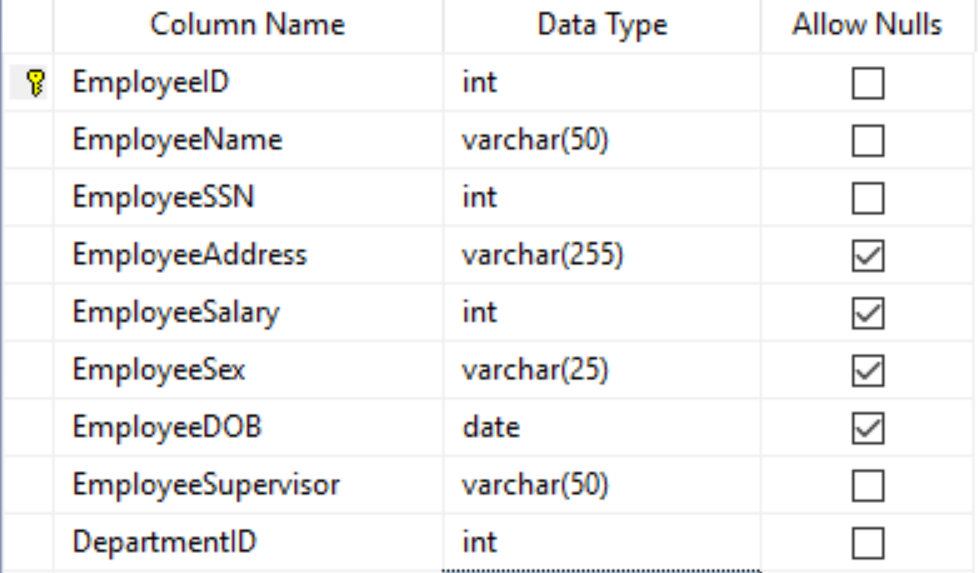 Column Name Data Type Allow Nulls
EmployeeID int
EmployeeName varchar(50)
EmployeeSSN int
EmployeeAddress varchar(255)
EmployeeSalary int
EmployeeSex varchar(25)
EmployeeDOB date
EmployeeSupervisor varchar(50)
DepartmentID int